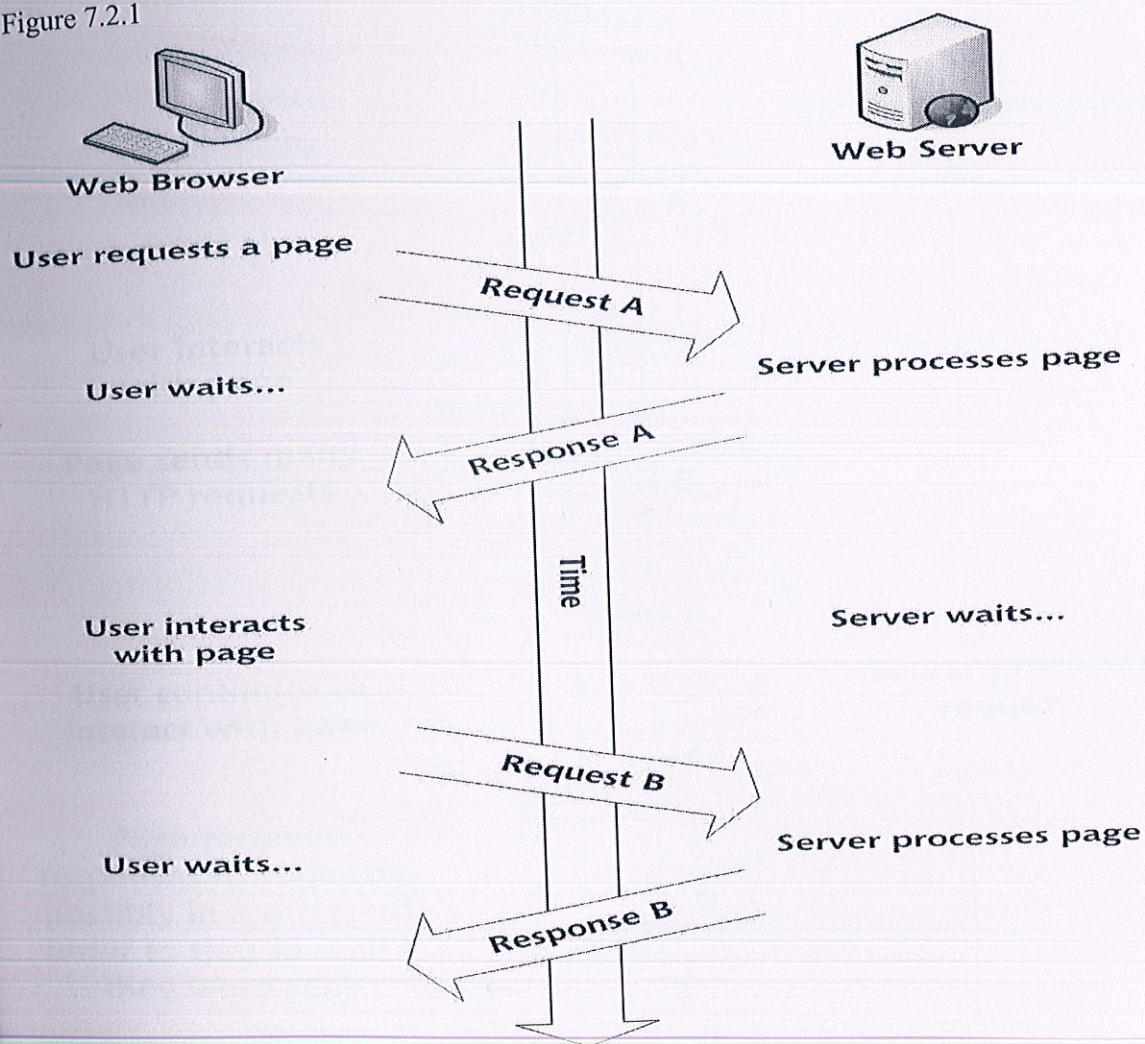 Figure 7.2.1
Web Browser
Web Server
User requests a page
Request A
Server processes page
User waits...
Response A
Time
User interacts
with page
Server waits...
Request B
Server processes page
User waits...
Response B